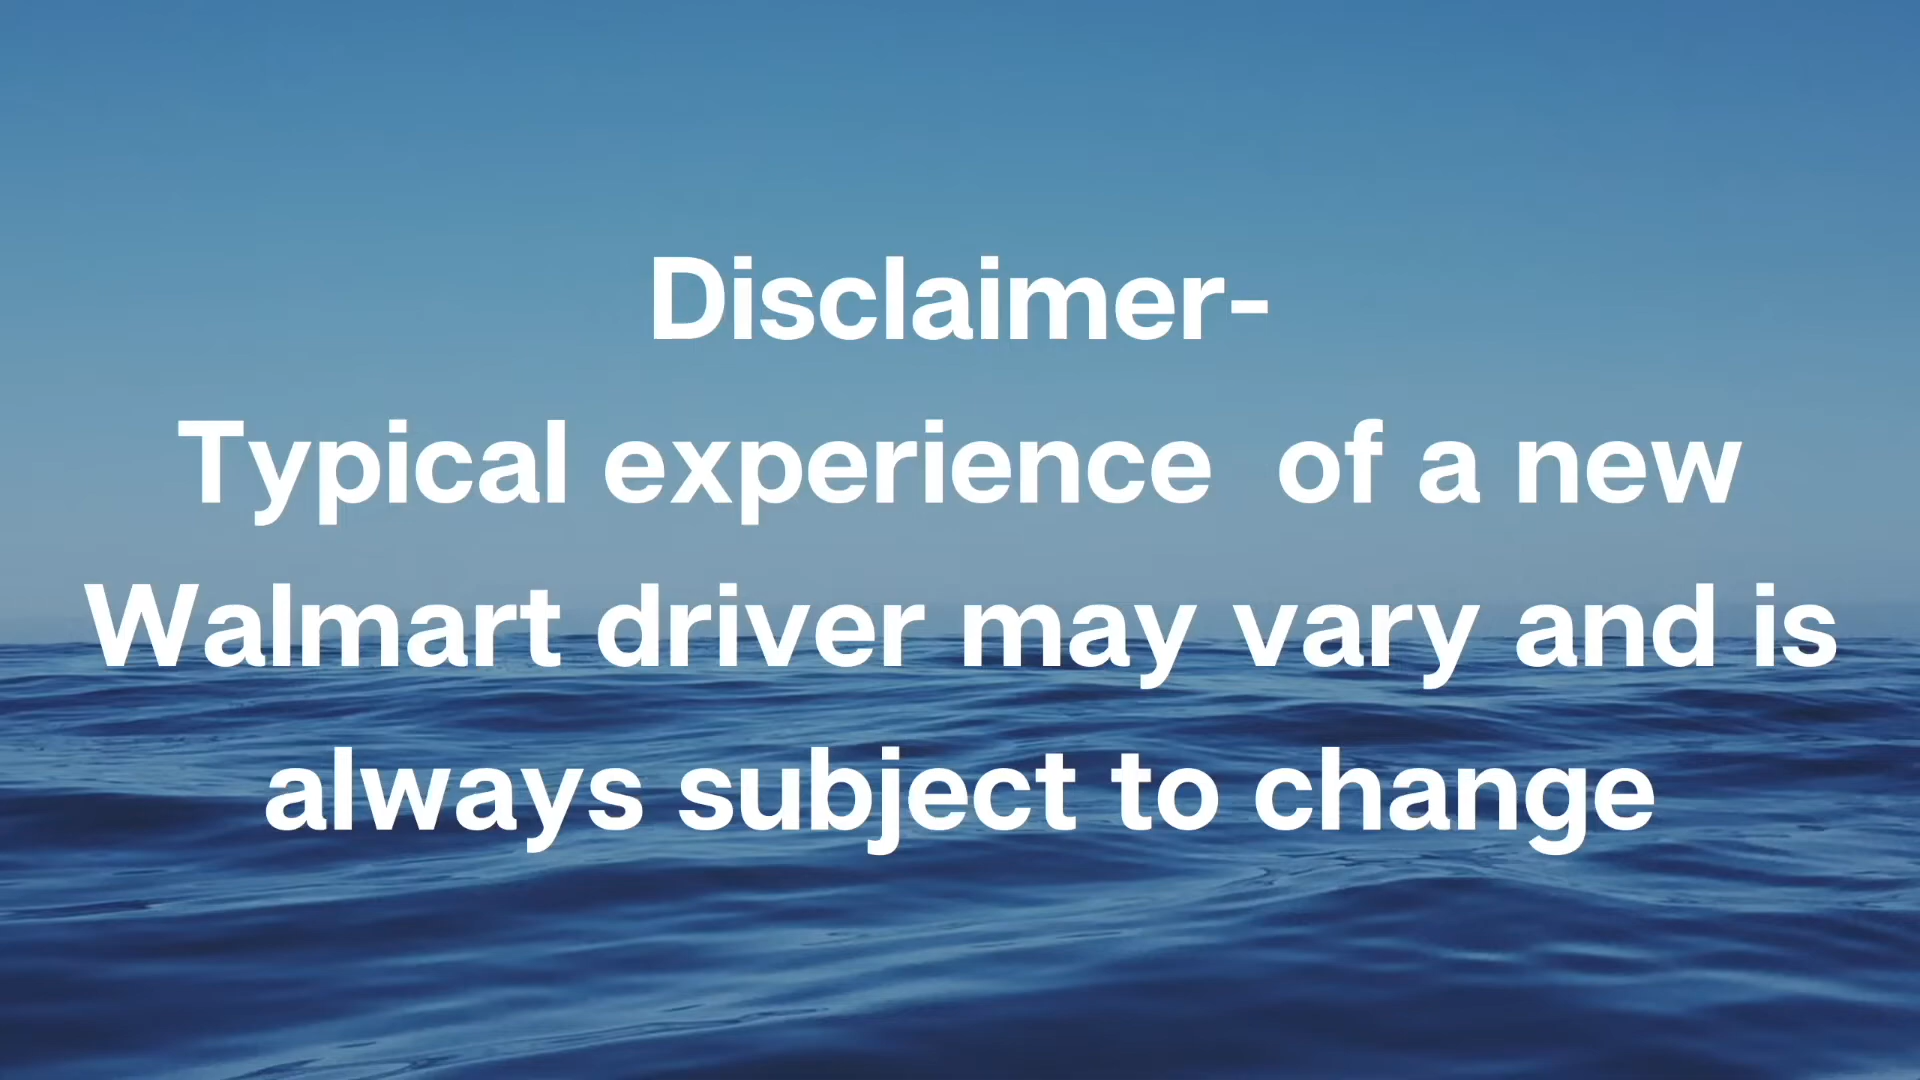 Disclaimer-
Typical experience  of a new
Walmart driver may vary and is
always subject to change